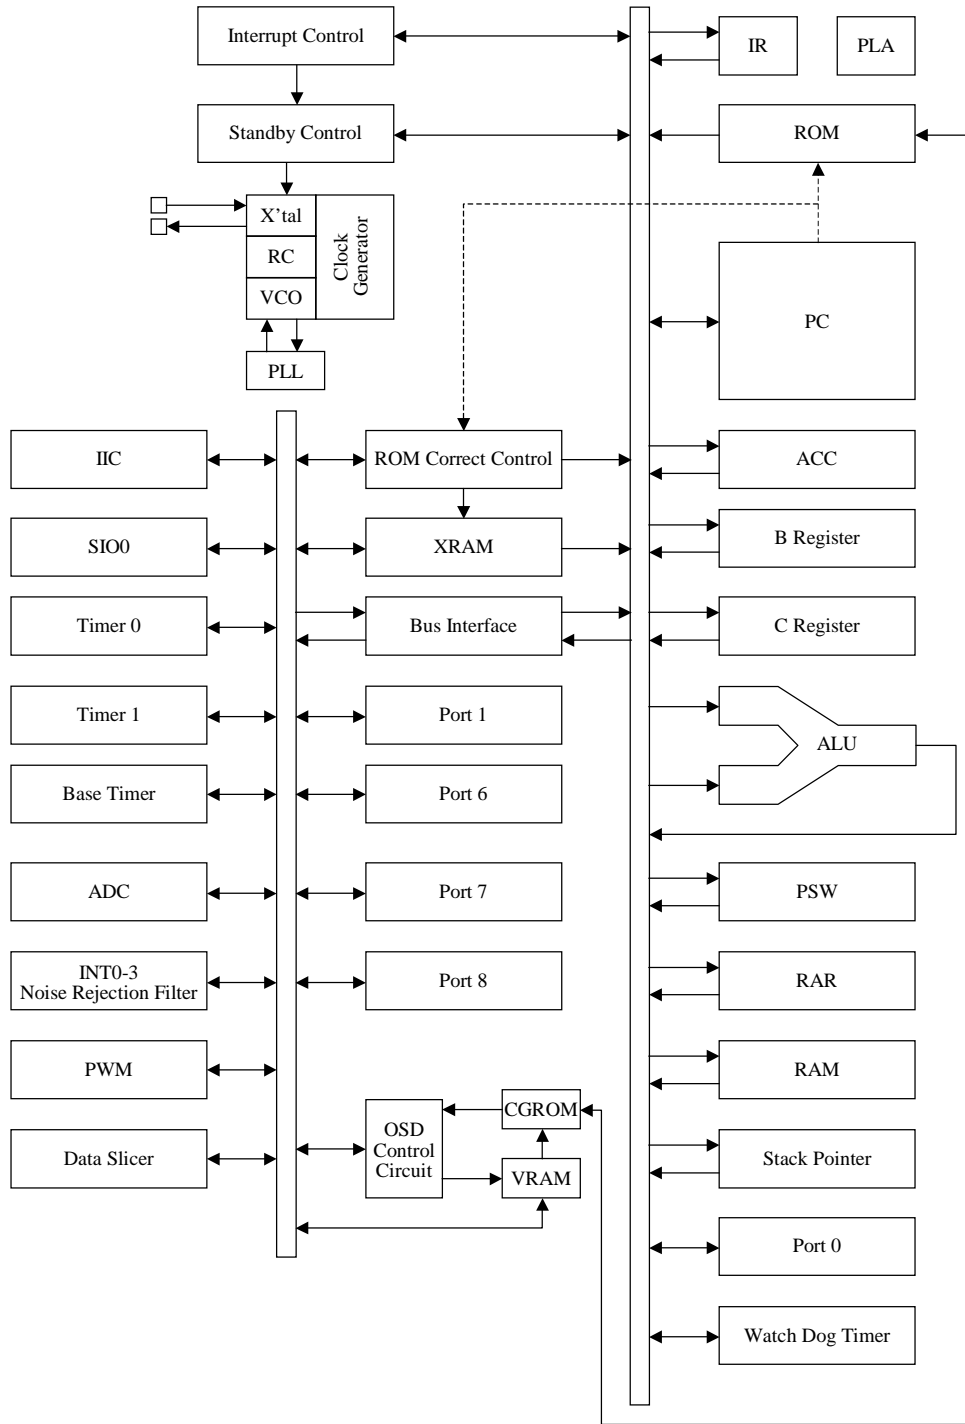 Interrupt Control
IR
PLA
Standby Control
ROM
X’tal
RC
VCO
Clock
Generator
PC
PLL
IIC
ROM Correct Control
ACC
SIO0
XRAM
B Register
Timer 0
Bus Interface
C Register
Timer 1
Port 1
ALU
Base Timer
Port 6
ADC
Port 7
PSW
INT0-3
Noise Rejection Filter
Port 8
RAR
PWM
RAM
OSD
Control
Circuit
CGROM
Data Slicer
VRAM
Stack Pointer
Port 0
Watch Dog Timer